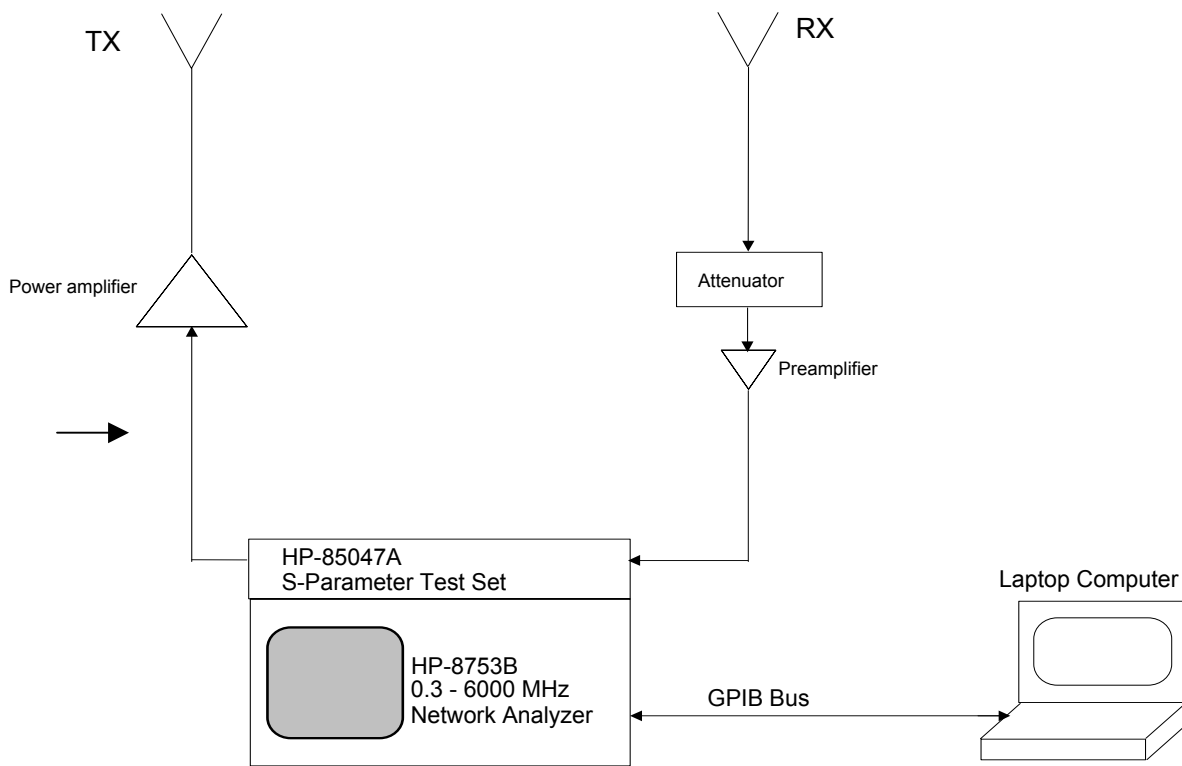 TX
RX
Power amplifier
Attenuator
Preamplifier
HP-85047A
S-Parameter Test Set
Laptop Computer
HP-8753B
0.3 - 6000 MHz
Network Analyzer
GPIB Bus